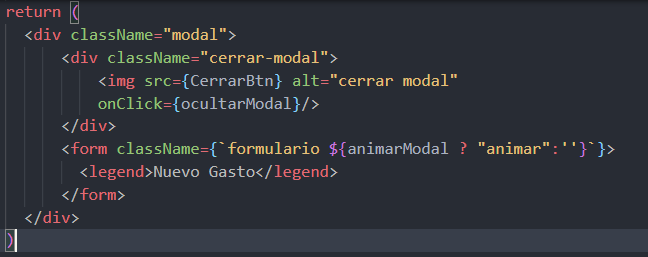 return (
<div className="modal">
<div className="cerrar-modal">
<img src={CerrarBtn} alt="cerrar modal"
onClick={ocultarModal}/>
</div>
<form className={`formulario ${animarModal ? "animar":''}`}>
<legend>Nuevo Gasto</legend>
</form>
</div>
)